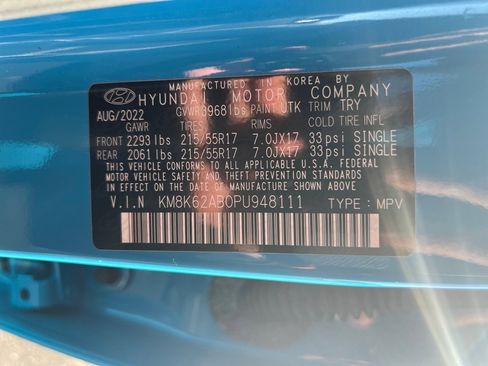 MANUFACTURED IN KOREA BY
HYUNDAI MOTOR COMPANY
AUG/2022 GVWR3968lbs PAINT UTK TRIM TRY
GAWR TIRES RIMS COLD TIRE INFL
FRONT 2293 lbs 215/55R17 7.0JX17 33psi SINGLE
REAR 2061 lbs 215/55R17 7.0JX17 33psi SINGLE
THIS VEHICLE CONFORMS TO ALL APPLICABLE U.S.A FEDERAL
MOTOR VEHICLE SAFETY AND THEFT PREVENTION STANDARDS
IN EFFECT ON THE DATE OF MANUFACTURE SHOWN ABOVE.
V.I.N KM8K62AB0PU948111 TYPE:MPV